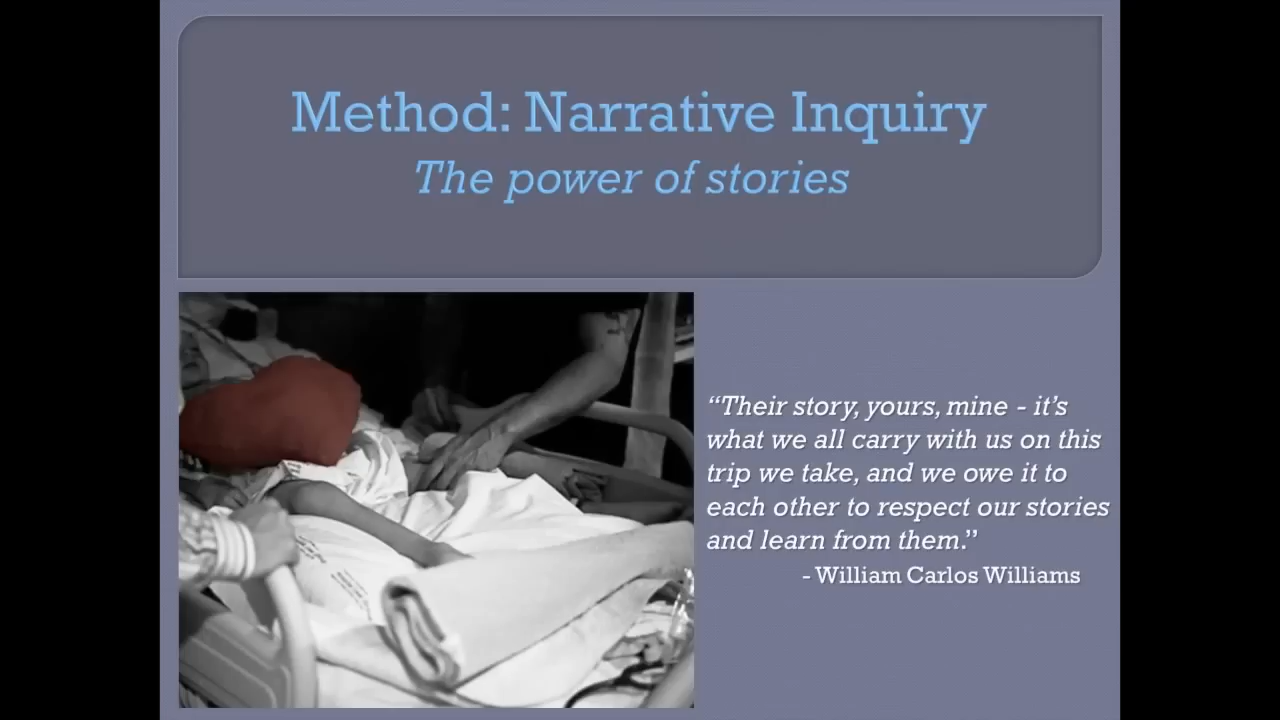 Method: Narrative Inquiry
The power of stories
“Their story, yours, mine - it’s
what we all carry with us on this
trip we take, and we owe it to
each other to respect our stories
and learn from them.”
- William Carlos Williams